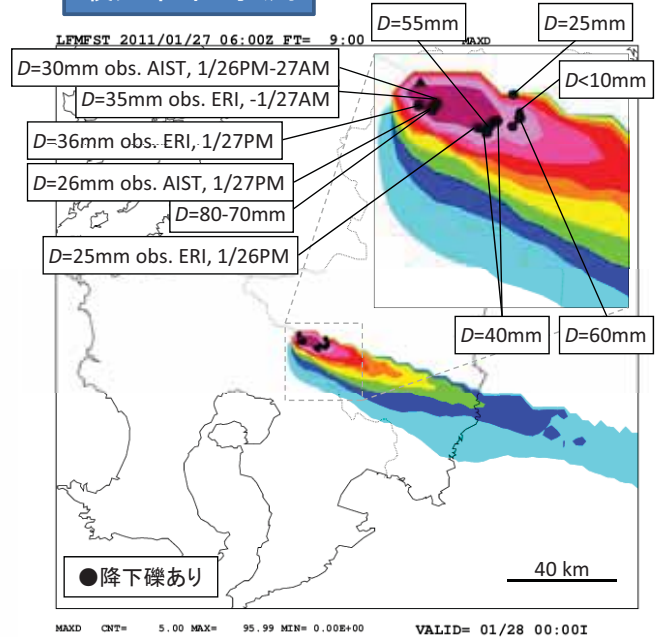 LFMFST 2011/01/27 06:00Z FT= 9:00
MAXD
D=55mm
D=25mm
D=30mm obs. AIST, 1/26PM-27AM
D<10mm
D=35mm obs. ERI, -1/27AM
D=36mm obs. ERI, 1/27PM
D=26mm obs. AIST, 1/27PM
D=80-70mm
D=25mm obs. ERI, 1/26PM
D=40mm
D=60mm
●降下礫あり
40 km
MAXD CNT= 5.00 MAX= 95.99 MIN= 0.00E+00 VALID= 01/28 00:00I